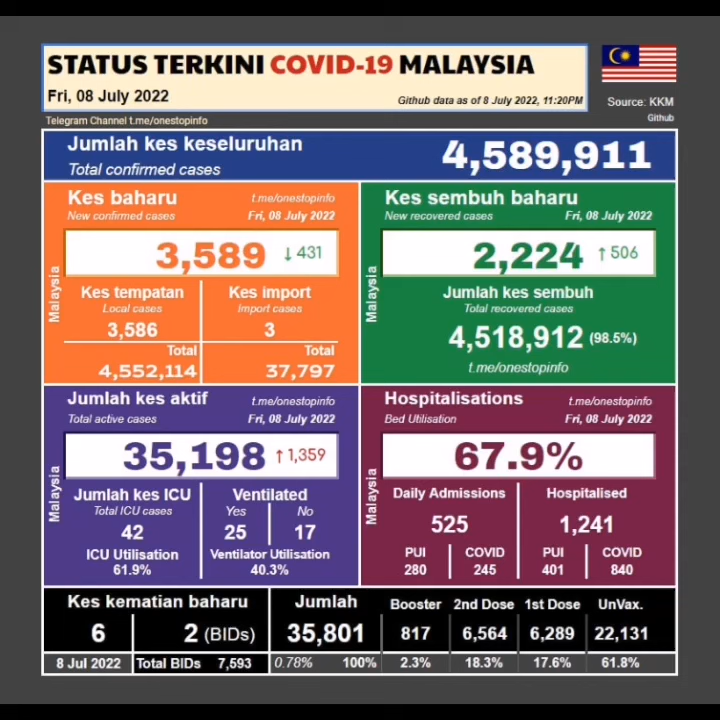 STATUS TERKINI COVID-19 MALAYSIA
Fri, 08 July 2022
Github data as of 8 July 2022, 11:20PM
Source: KKM
Github
Telegram Channel t.me/onestopinfo
Jumlah kes keseluruhan
Total confirmed cases
4,589,911
Kes baharu
t.me/onestopinfo
New confirmed cases
Fri, 08 July 2022
3,589 ↓431
Malaysia
Kes tempatan
Local cases
3,586
Total
4,552,114
Kes import
Import cases
3
Total
37,797
Kes sembuh baharu
New recovered cases
Fri, 08 July 2022
2,224 ↑506
Malaysia
Jumlah kes sembuh
Total recovered cases
4,518,912 (98.5%)
t.me/onestopinfo
Jumlah kes aktif
t.me/onestopinfo
Total active cases
Fri, 08 July 2022
35,198 ↑1,359
Malaysia
Jumlah kes ICU
Total ICU cases
42
ICU Utilisation
61.9%
Ventilated
Yes No
25 17
Ventilator Utilisation
40.3%
Hospitalisations
t.me/onestopinfo
Bed Utilisation
Fri, 08 July 2022
67.9%
Malaysia
Daily Admissions
525
PUI COVID
280 245
Hospitalised
1,241
PUI COVID
401 840
Kes kematian baharu Jumlah Booster 2nd Dose 1st Dose UnVax.
6 2 (BIDs) 35,801 817 6,564 6,289 22,131
8 Jul 2022 Total BIDs 7,593 0.78% 100% 2.3% 18.3% 17.6% 61.8%